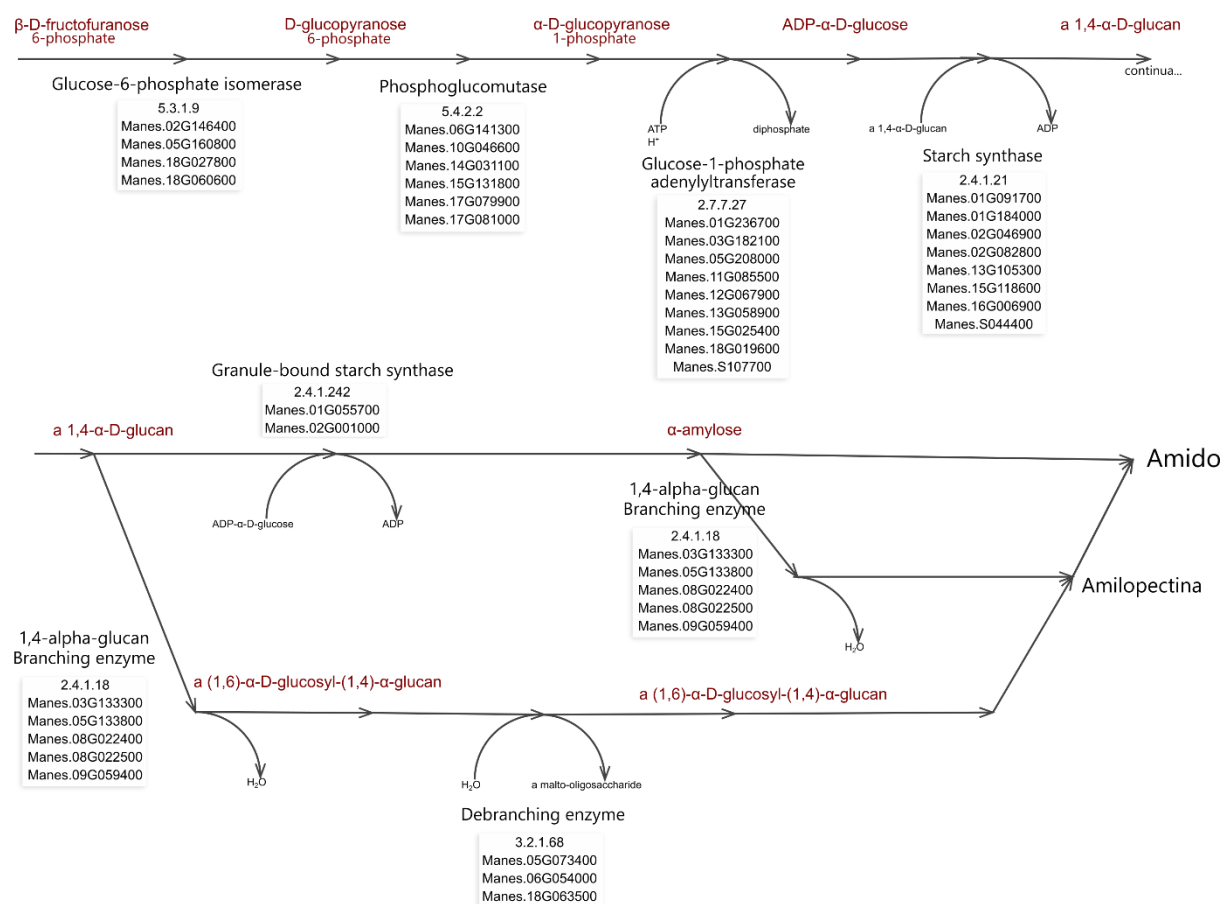 β-D-fructofuranose
6-phosphate
D-glucopyranose
6-phosphate
α-D-glucopyranose
1-phosphate
ADP-α-D-glucose
a 1,4-α-D-glucan
continua...
Glucose-6-phosphate isomerase
5.3.1.9
Manes.02G146400
Manes.05G160800
Manes.18G027800
Manes.18G060600
Phosphoglucomutase
5.4.2.2
Manes.06G141300
Manes.10G046600
Manes.14G031100
Manes.15G131800
Manes.17G079900
Manes.17G081000
ATP
H⁺
diphosphate
Glucose-1-phosphate
adenylyltransferase
2.7.7.27
Manes.01G236700
Manes.03G182100
Manes.05G208000
Manes.11G085500
Manes.12G067900
Manes.13G058900
Manes.15G025400
Manes.18G019600
Manes.S107700
a 1,4-α-D-glucan
ADP
Starch synthase
2.4.1.21
Manes.01G091700
Manes.01G184000
Manes.02G046900
Manes.02G082800
Manes.13G105300
Manes.15G118600
Manes.16G006900
Manes.S044400
Granule-bound starch synthase
2.4.1.242
Manes.01G055700
Manes.02G001000
a 1,4-α-D-glucan
α-amylose
Amido
ADP-α-D-glucose
ADP
1,4-alpha-glucan
Branching enzyme
2.4.1.18
Manes.03G133300
Manes.05G133800
Manes.08G022400
Manes.08G022500
Manes.09G059400
H₂O
Amilopectina
1,4-alpha-glucan
Branching enzyme
2.4.1.18
Manes.03G133300
Manes.05G133800
Manes.08G022400
Manes.08G022500
Manes.09G059400
a (1,6)-α-D-glucosyl-(1,4)-α-glucan
a (1,6)-α-D-glucosyl-(1,4)-α-glucan
H₂O
H₂O
a malto-oligosaccharide
Debranching enzyme
3.2.1.68
Manes.05G073400
Manes.06G054000
Manes.18G063500